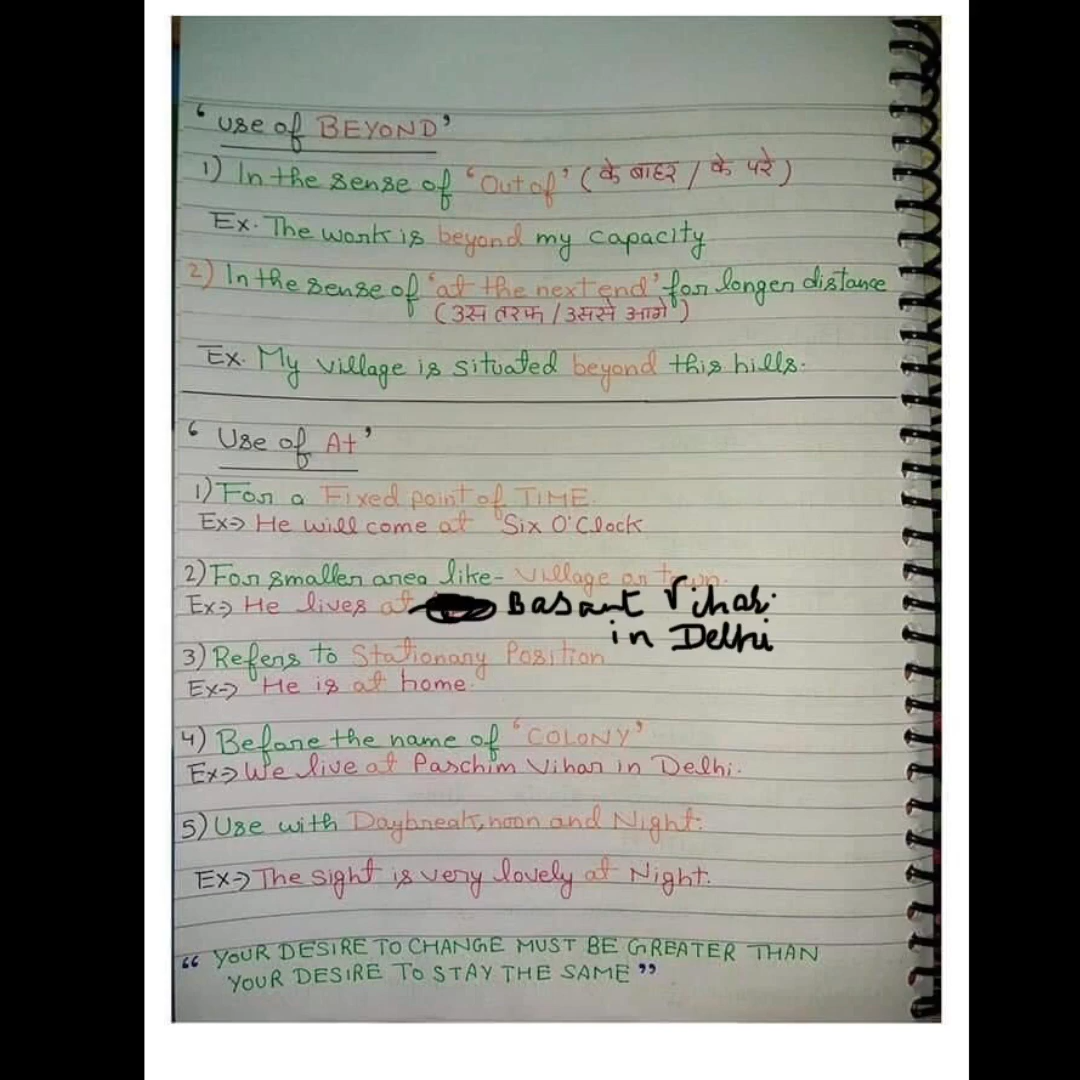 ‘use of BEYOND’
1) In the sense of ‘Out of’ (के बाहर / के परे)
Ex. The work is beyond my capacity
2) In the sense of ‘at the next end’ for longer distance
(उस तरफ / उससे आगे)
Ex. My village is situated beyond this hills.
‘Use of At’
1) For a Fixed point of TIME.
Ex→ He will come at Six O'Clock
2) For smaller area like- Village or town.
Ex→ He lives at Basant Vihar.
in Delhi
3) Refers to Stationary Position
Ex→ He is at home.
4) Before the name of ‘COLONY’
Ex→ We live at Paschim Vihar in Delhi.
5) Use with Daybreak, noon and Night.
Ex→ The sight is very lovely at Night.
“ YOUR DESIRE TO CHANGE MUST BE GREATER THAN
YOUR DESIRE TO STAY THE SAME ”